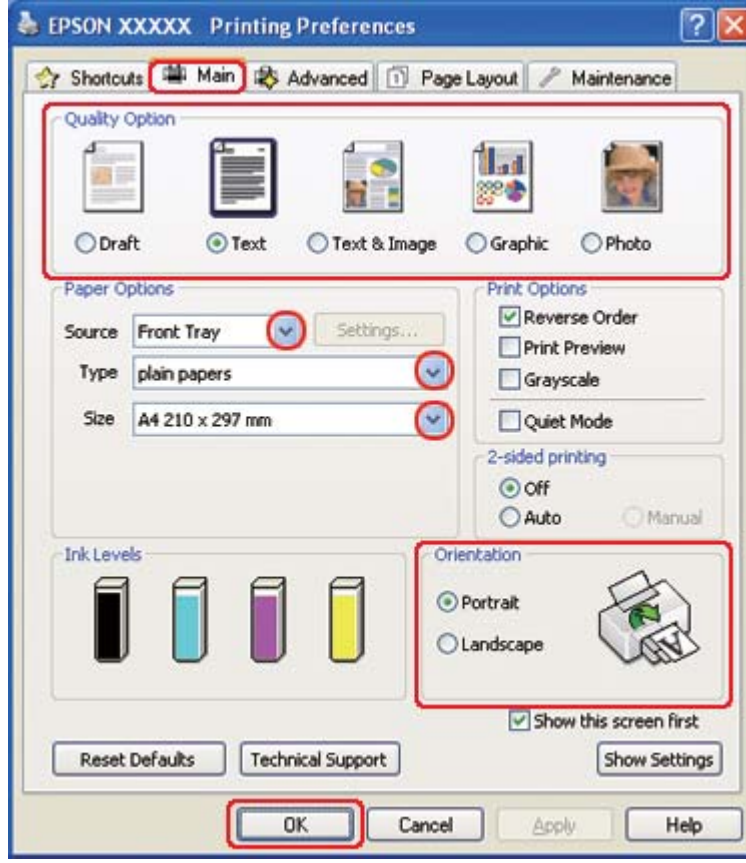 EPSON XXXXX Printing Preferences
Shortcuts Main Advanced Page Layout Maintenance
Quality Option
Draft Text Text & Image Graphic Photo
Paper Options
Source Front Tray Settings...
Type plain papers
Size A4 210 x 297 mm
Print Options
Reverse Order
Print Preview
Grayscale
Quiet Mode
2-sided printing
Off
Auto Manual
Ink Levels
Orientation
Portrait
Landscape
Show this screen first
Reset Defaults Technical Support Show Settings
OK Cancel Apply Help